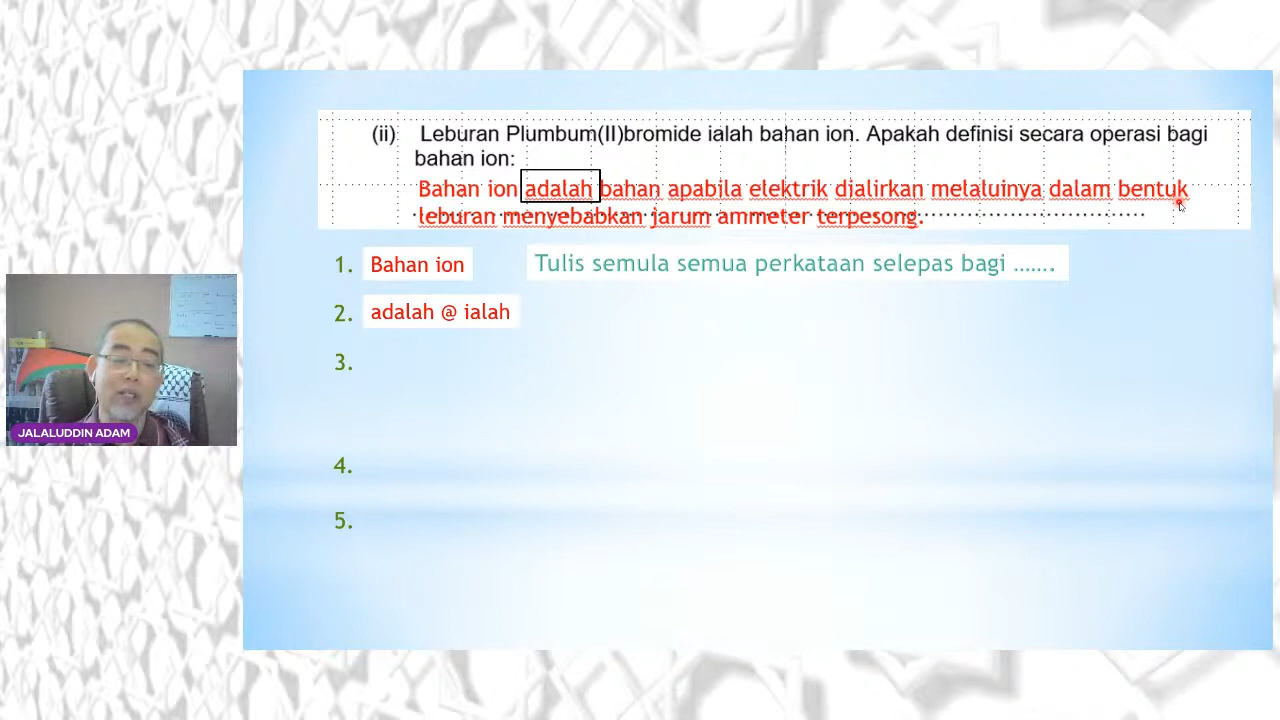 (ii) Leburan Plumbum(II)bromide ialah bahan ion. Apakah definisi secara operasi bagi
bahan ion:
Bahan ion adalah bahan apabila elektrik dialirkan melaluinya dalam bentuk
leburan menyebabkan jarum ammeter terpesong.
1. Bahan ion Tulis semula semua perkataan selepas bagi …….
2. adalah @ ialah
3.
4.
5.
JALALUDDIN ADAM